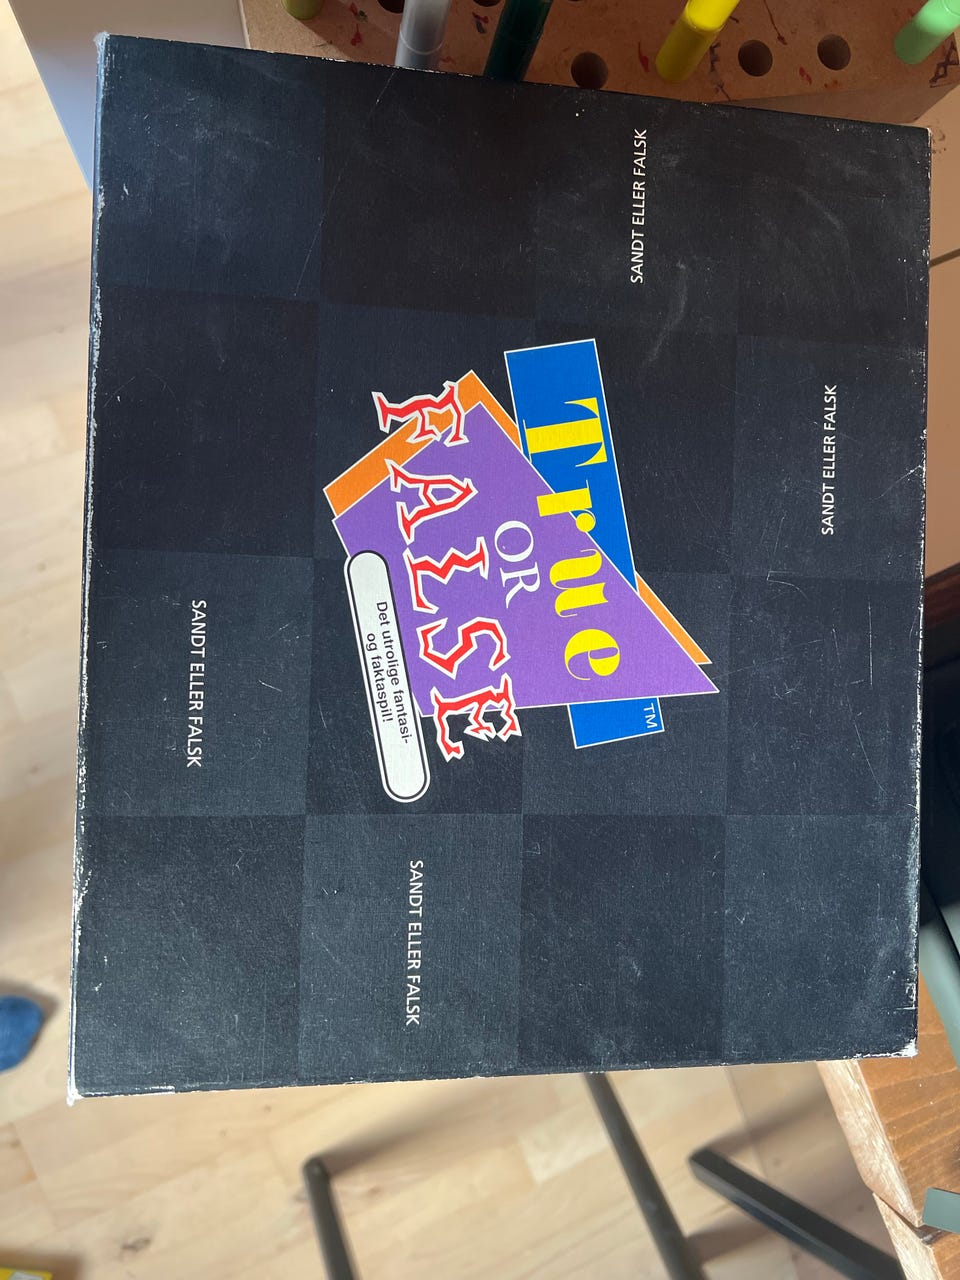 SANDT ELLER FALSK
SANDT ELLER FALSK
True
TM
OR
FALSE
Det utrolige fantasi-
og faktaspil!
SANDT ELLER FALSK
SANDT ELLER FALSK